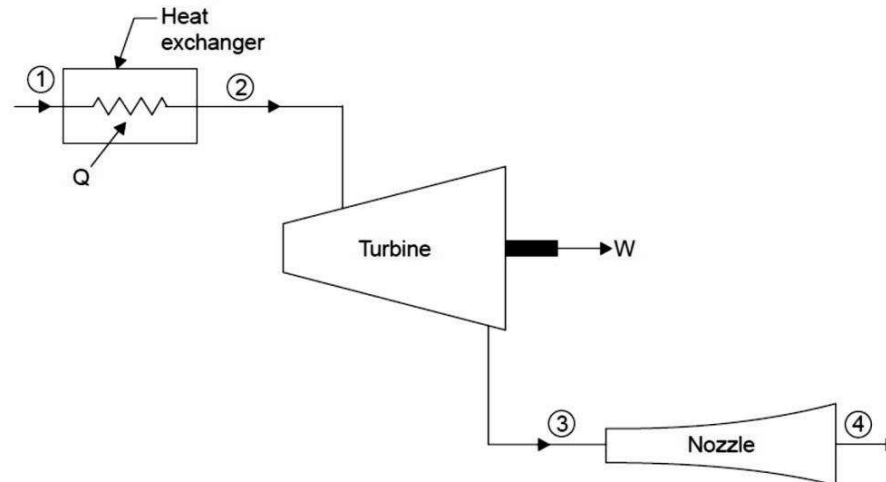 Heat
exchanger
①
②
Q
Turbine
W
③
Nozzle
④